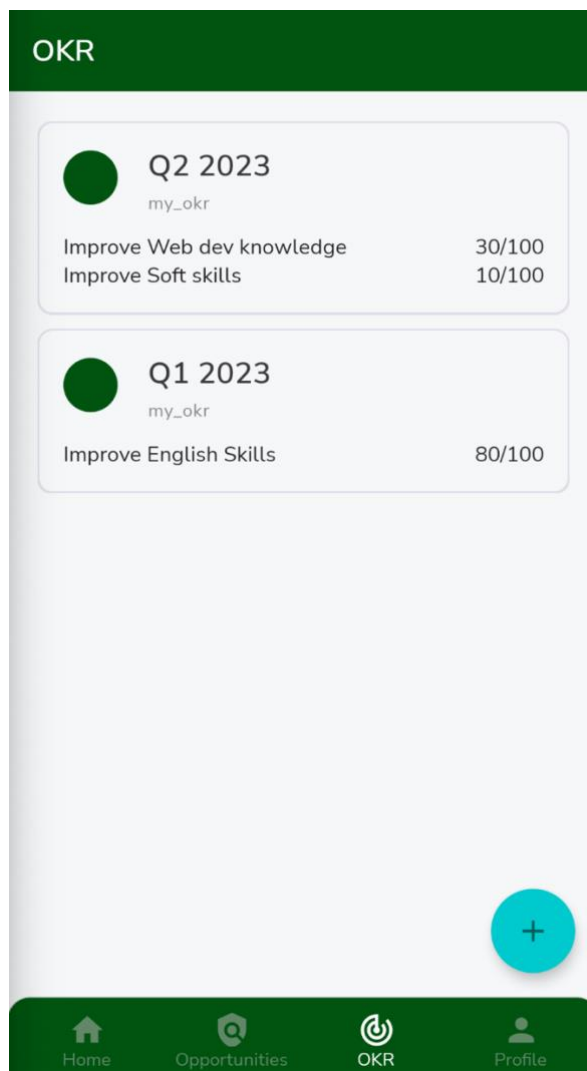 OKR
Q2 2023
my_okr
Improve Web dev knowledge 30/100
Improve Soft skills 10/100
Q1 2023
my_okr
Improve English Skills 80/100
+
Home Opportunities OKR Profile